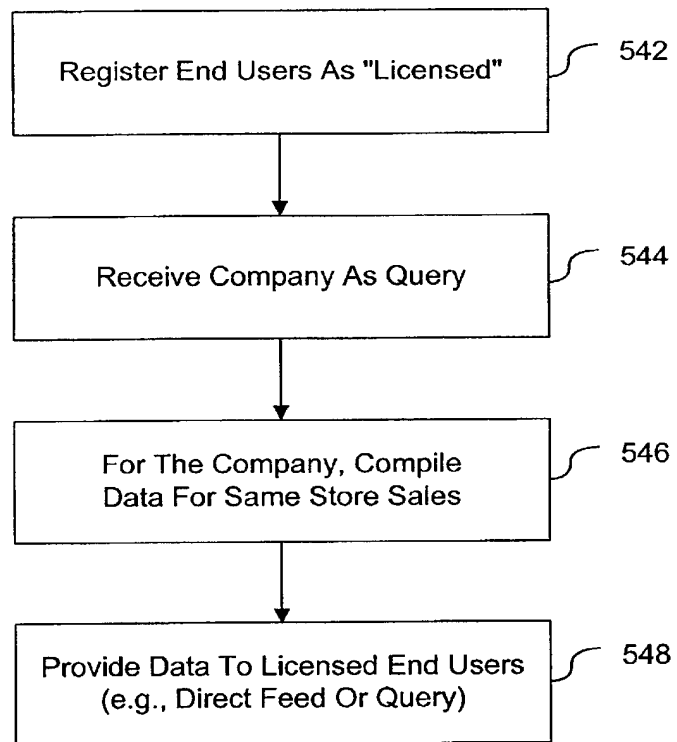 Register End Users As "Licensed"
542
Receive Company As Query
544
For The Company, Compile
Data For Same Store Sales
546
Provide Data To Licensed End Users
(e.g., Direct Feed Or Query)
548